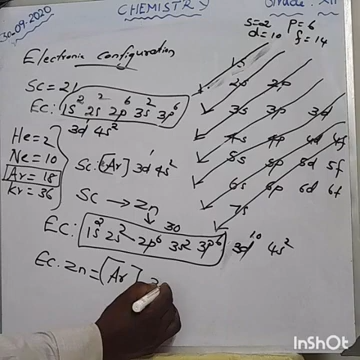 30.09.2020
CHEMISTRY
Grade: XII
s=2 p=6
d=10 f=14
Electronic configuration
Sc = 21
EC: 1s² 2s² 2p⁶ 3s² 3p⁶
3d¹ 4s²
He = 2
Ne = 10
Ar = 18
Kr = 36
Sc: [Ar] 3d¹ 4s²
Sc → Zn
30
EC: 1s² 2s² 2p⁶ 3s² 3p⁶ 3d¹⁰ 4s²
EC: Zn = [Ar] 3
1s
2s 2p
3s 3p 3d
4s 4p 4d 4f
5s 5p 5d 5f
6s 6p 6d 6f
7s
InShOt